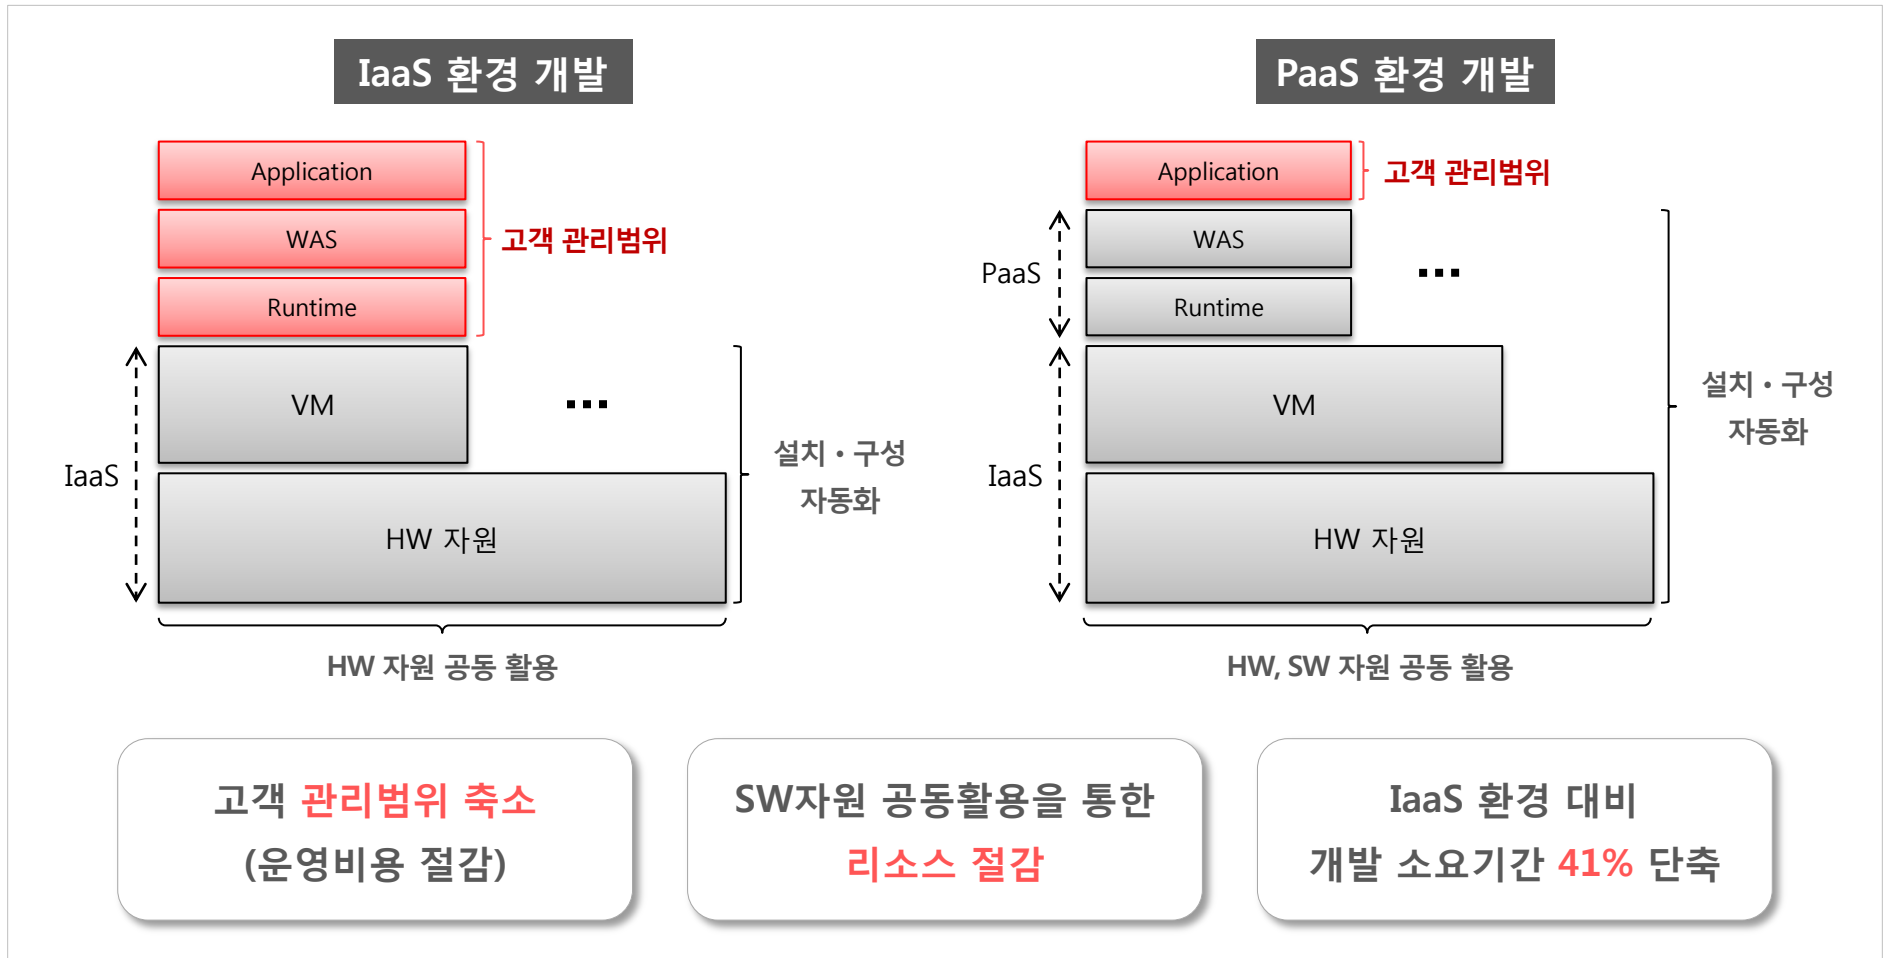 IaaS 환경 개발
Application
WAS
Runtime
고객 관리범위
VM
...
IaaS
HW 자원
설치・구성
자동화
HW 자원 공동 활용
PaaS 환경 개발
Application
고객 관리범위
WAS
Runtime
...
PaaS
VM
IaaS
HW 자원
설치・구성
자동화
HW, SW 자원 공동 활용
고객 관리범위 축소
(운영비용 절감)
SW자원 공동활용을 통한
리소스 절감
IaaS 환경 대비
개발 소요기간 41% 단축